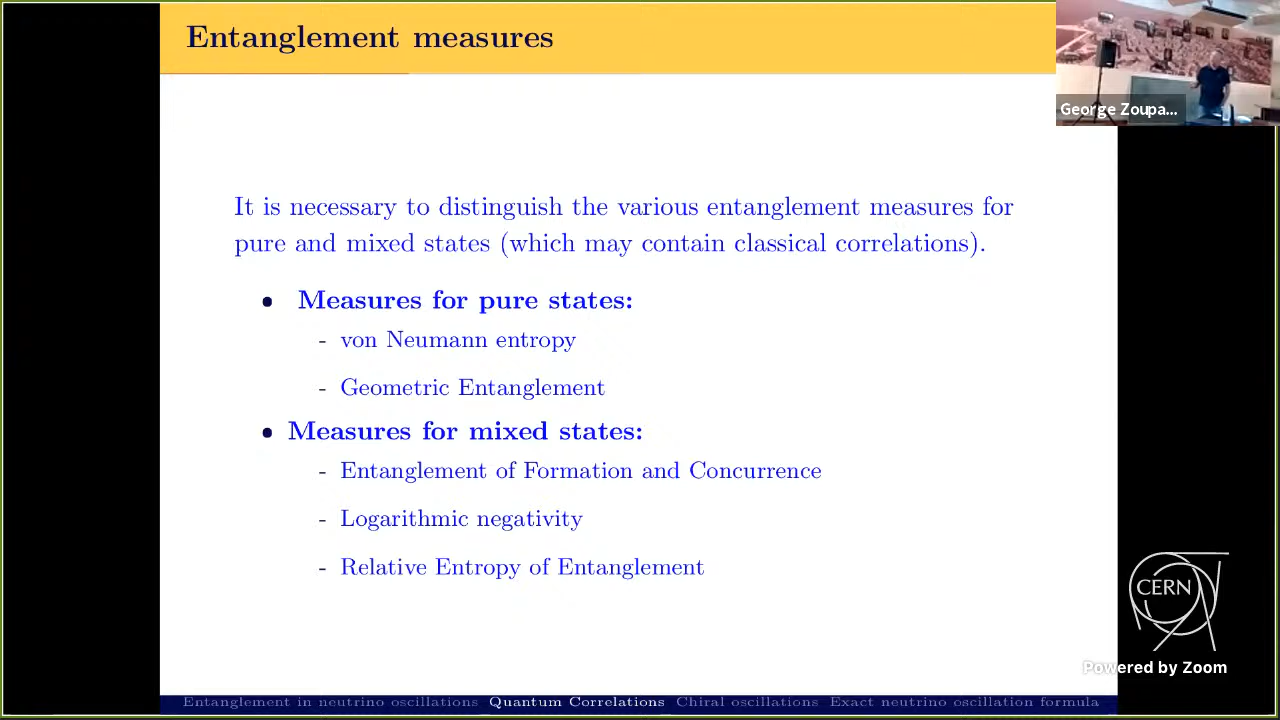 Entanglement measures
George Zoupa...
It is necessary to distinguish the various entanglement measures for
pure and mixed states (which may contain classical correlations).
• Measures for pure states:
- von Neumann entropy
- Geometric Entanglement
• Measures for mixed states:
- Entanglement of Formation and Concurrence
- Logarithmic negativity
- Relative Entropy of Entanglement
CERN
Powered by Zoom
Entanglement in neutrino oscillations Quantum Correlations Chiral oscillations Exact neutrino oscillation formula